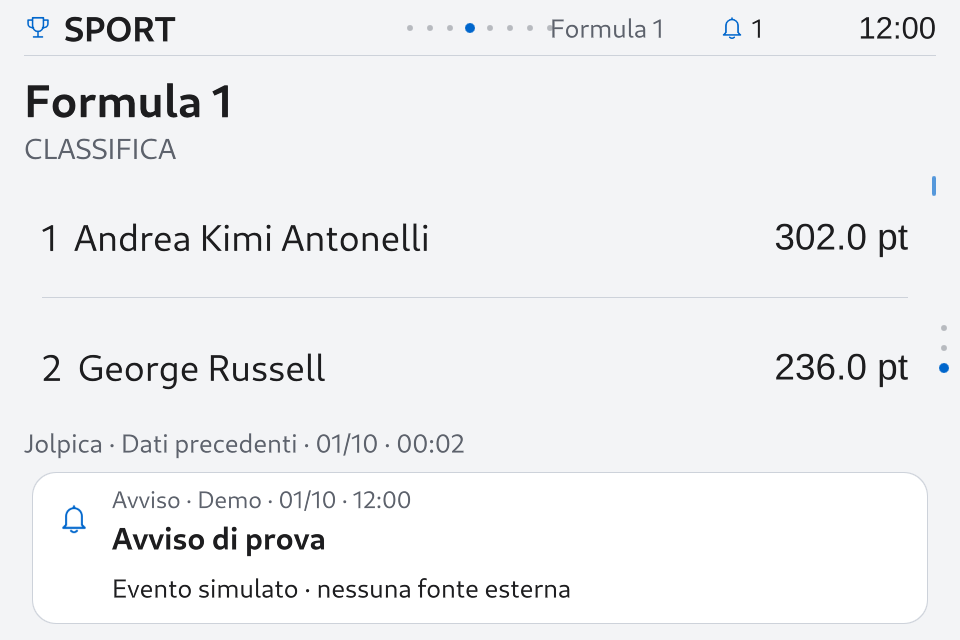 SPORT
Formula 1
1
12:00
Formula 1
CLASSIFICA
1 Andrea Kimi Antonelli 302.0 pt
2 George Russell 236.0 pt
Jolpica · Dati precedenti · 01/10 · 00:02
Avviso · Demo · 01/10 · 12:00
Avviso di prova
Evento simulato · nessuna fonte esterna